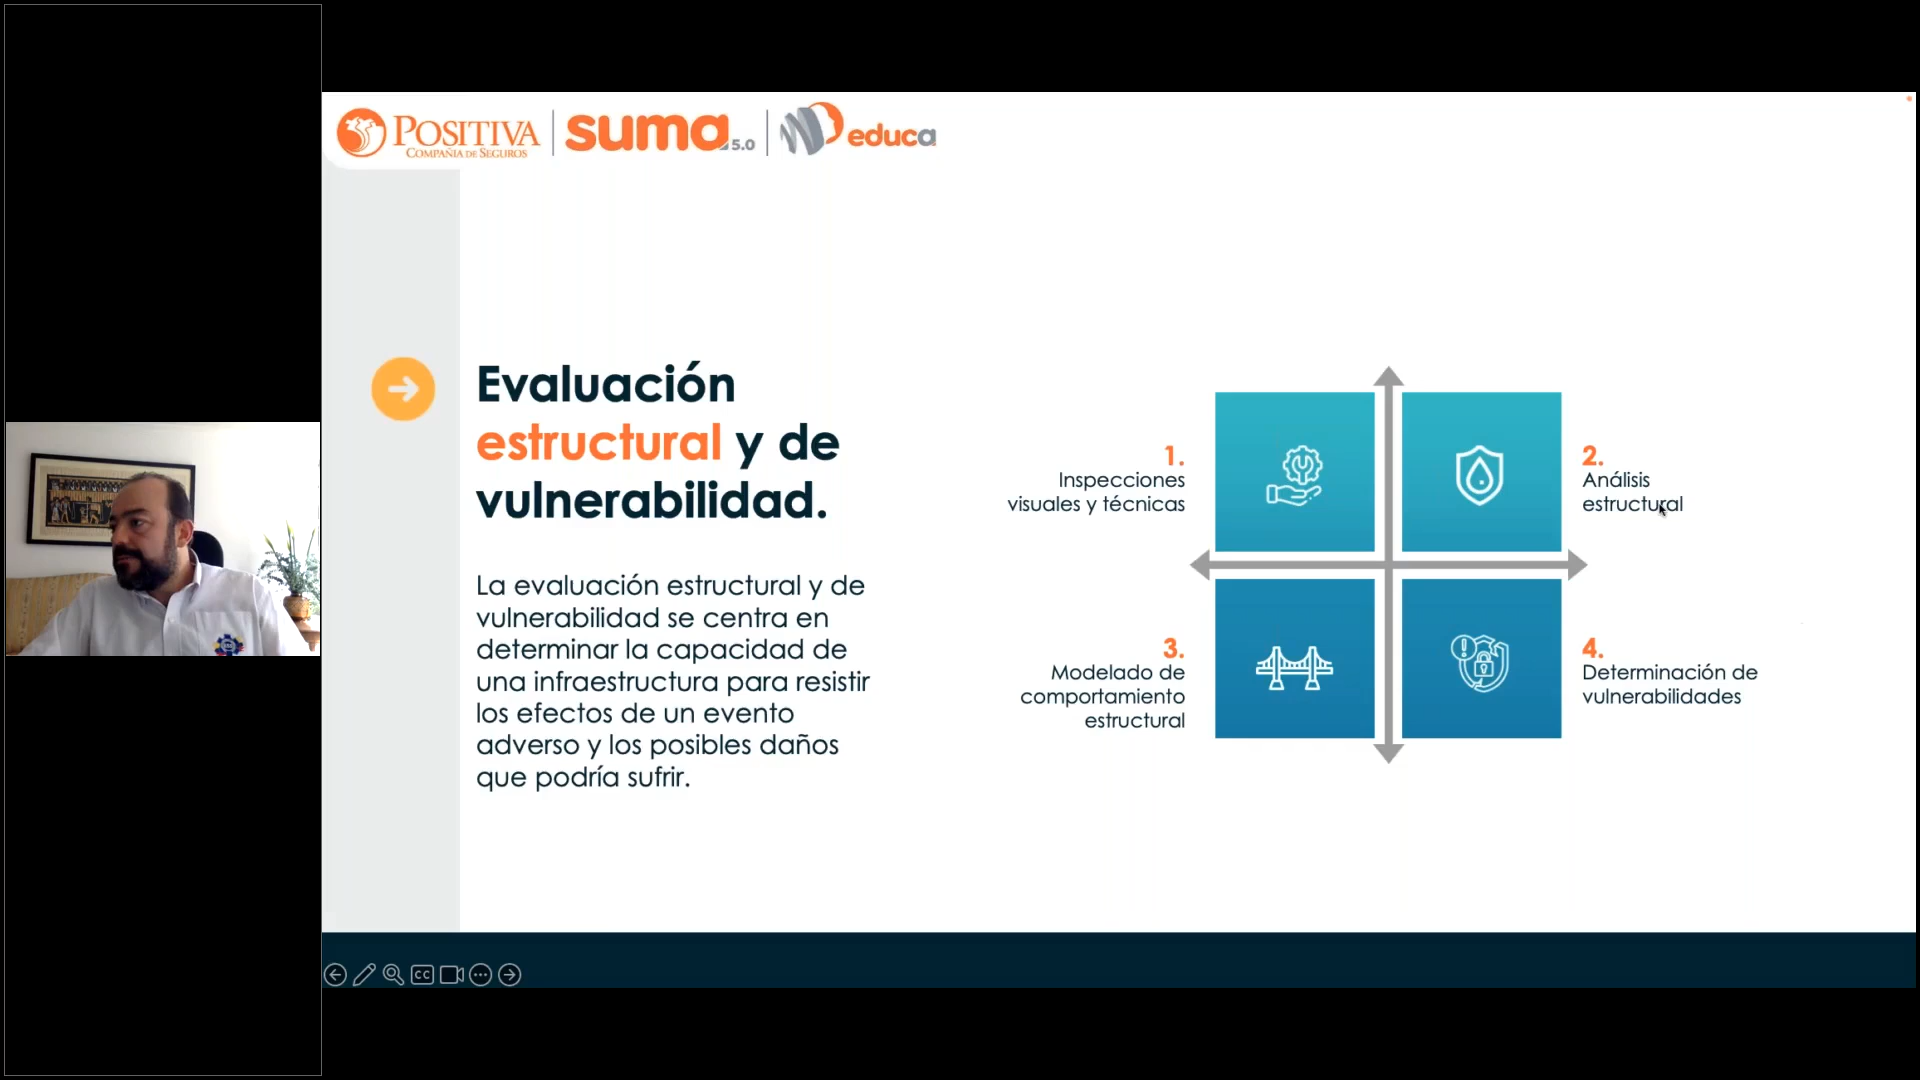 POSITIVA
COMPAÑIA DE SEGUROS
suma 5.0
educa
Evaluación
estructural y de
vulnerabilidad.
La evaluación estructural y de
vulnerabilidad se centra en
determinar la capacidad de
una infraestructura para resistir
los efectos de un evento
adverso y los posibles daños
que podría sufrir.
1.
Inspecciones
visuales y técnicas
2.
Análisis
estructural
3.
Modelado de
comportamiento
estructural
4.
Determinación de
vulnerabilidades
CC